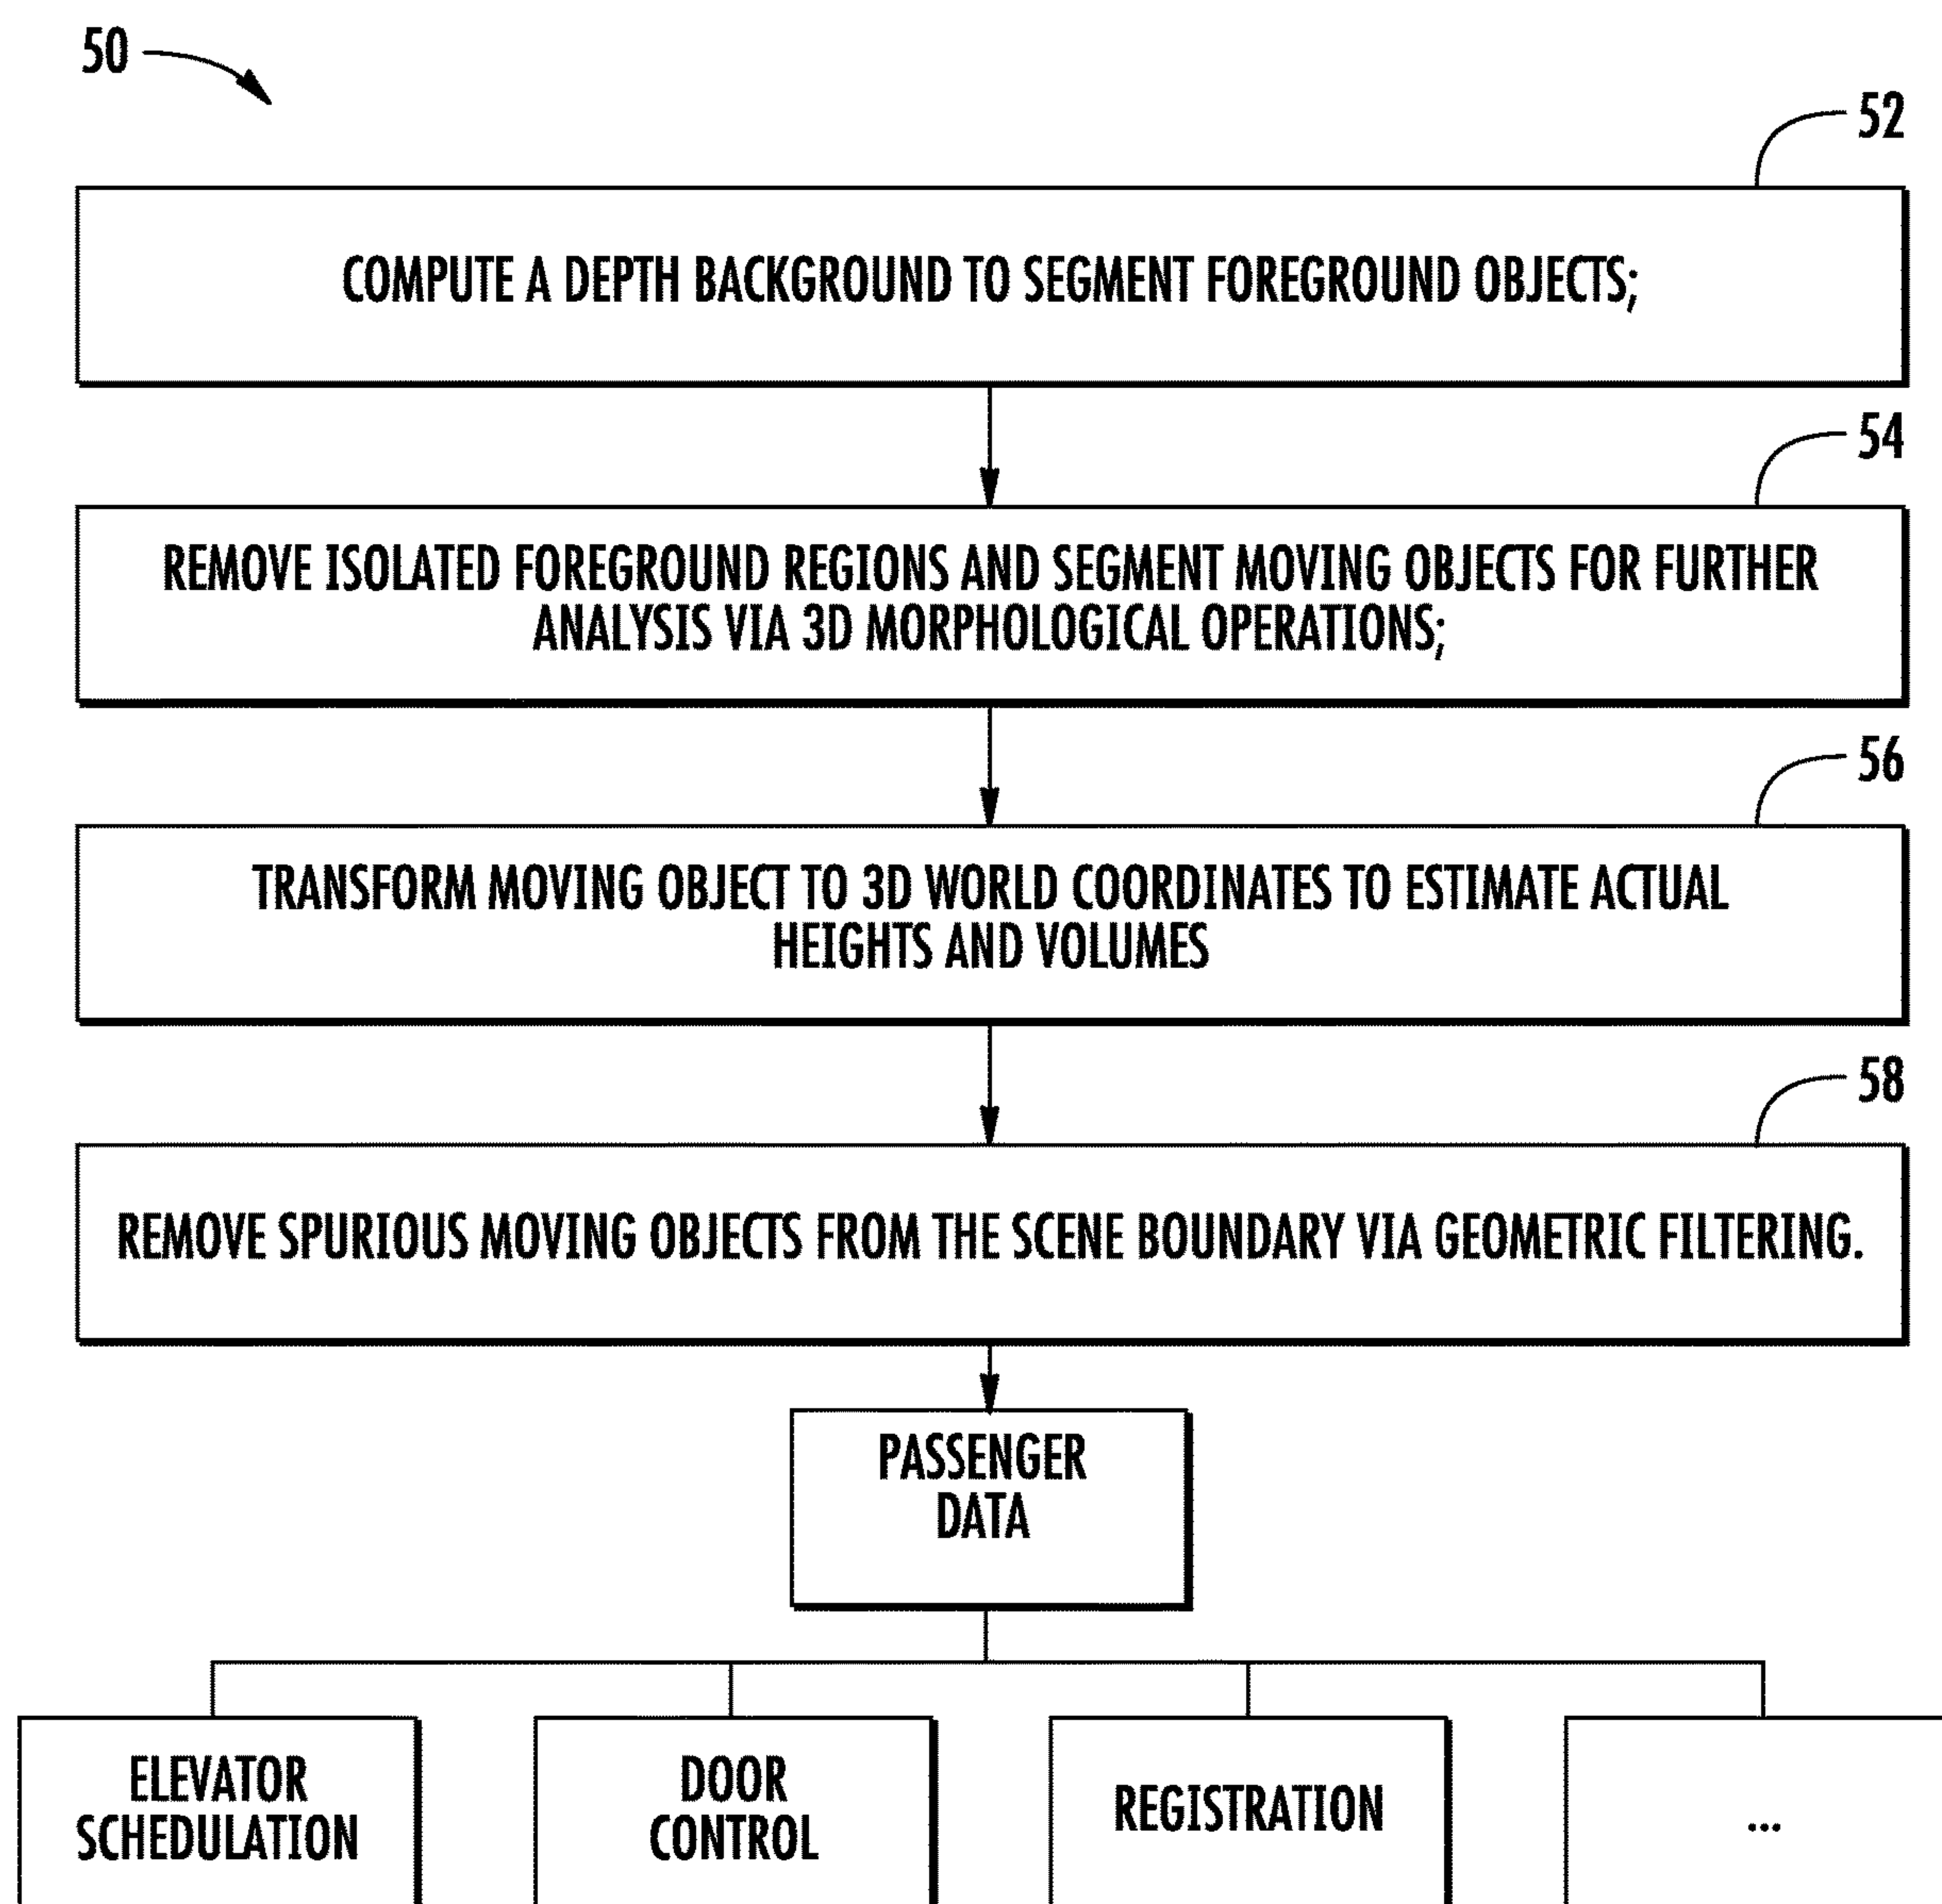 50
52
COMPUTE A DEPTH BACKGROUND TO SEGMENT FOREGROUND OBJECTS;
54
REMOVE ISOLATED FOREGROUND REGIONS AND SEGMENT MOVING OBJECTS FOR FURTHER
ANALYSIS VIA 3D MORPHOLOGICAL OPERATIONS;
56
TRANSFORM MOVING OBJECT TO 3D WORLD COORDINATES TO ESTIMATE ACTUAL
HEIGHTS AND VOLUMES
58
REMOVE SPURIOUS MOVING OBJECTS FROM THE SCENE BOUNDARY VIA GEOMETRIC FILTERING.
PASSENGER
DATA
ELEVATOR
SCHEDULATION
DOOR
CONTROL
REGISTRATION
...